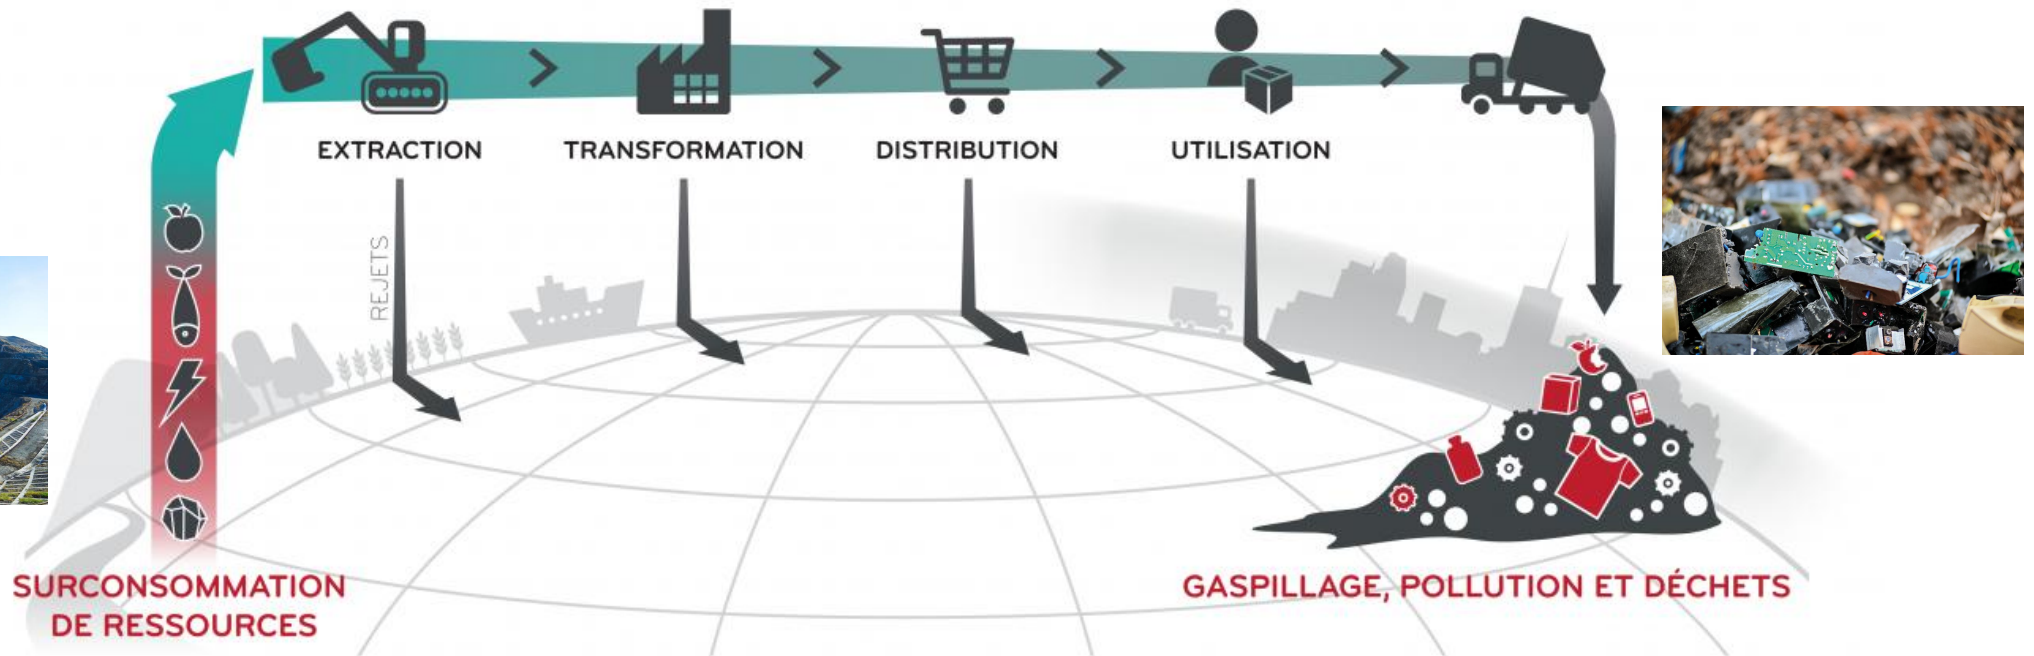 EXTRACTION
TRANSFORMATION
DISTRIBUTION
UTILISATION
REJETS
SURCONSOMMATION
DE RESSOURCES
GASPILLAGE, POLLUTION ET DÉCHETS